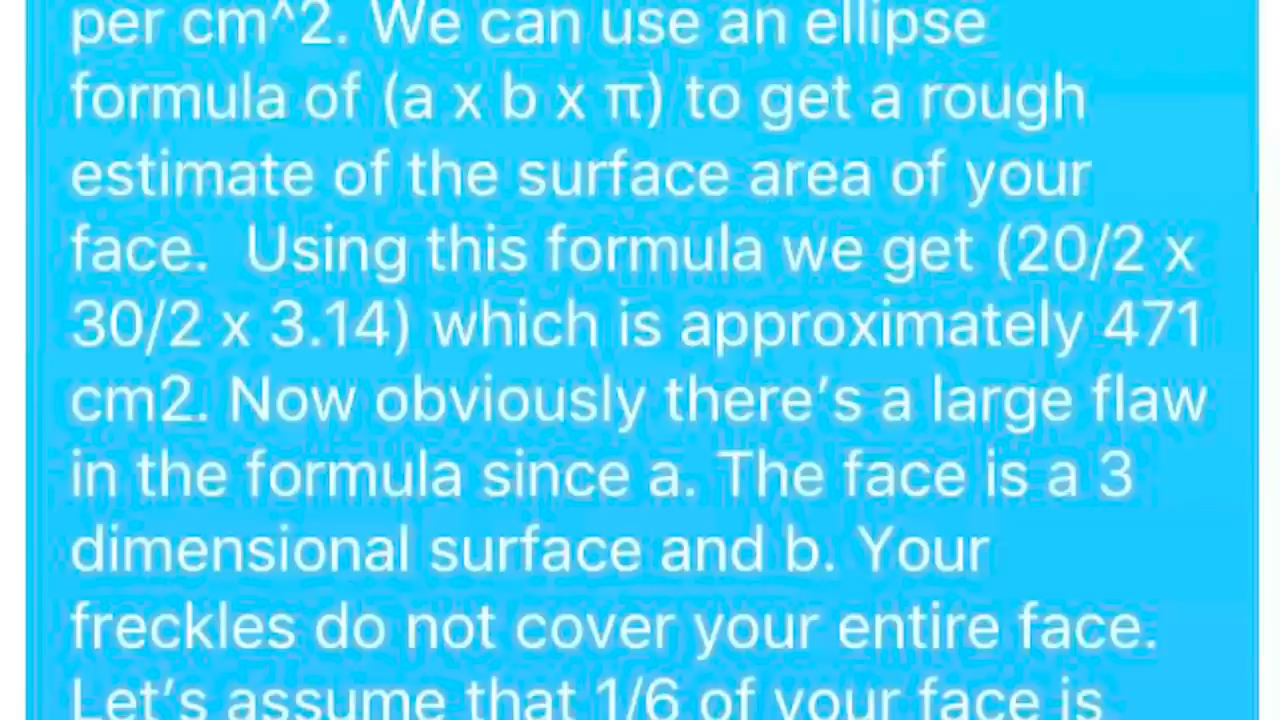 per cm^2. We can use an ellipse
formula of (a x b x π) to get a rough
estimate of the surface area of your
face.  Using this formula we get (20/2 x
30/2 x 3.14) which is approximately 471
cm2. Now obviously there’s a large flaw
in the formula since a. The face is a 3
dimensional surface and b. Your
freckles do not cover your entire face.
Let’s assume that 1/6 of your face is